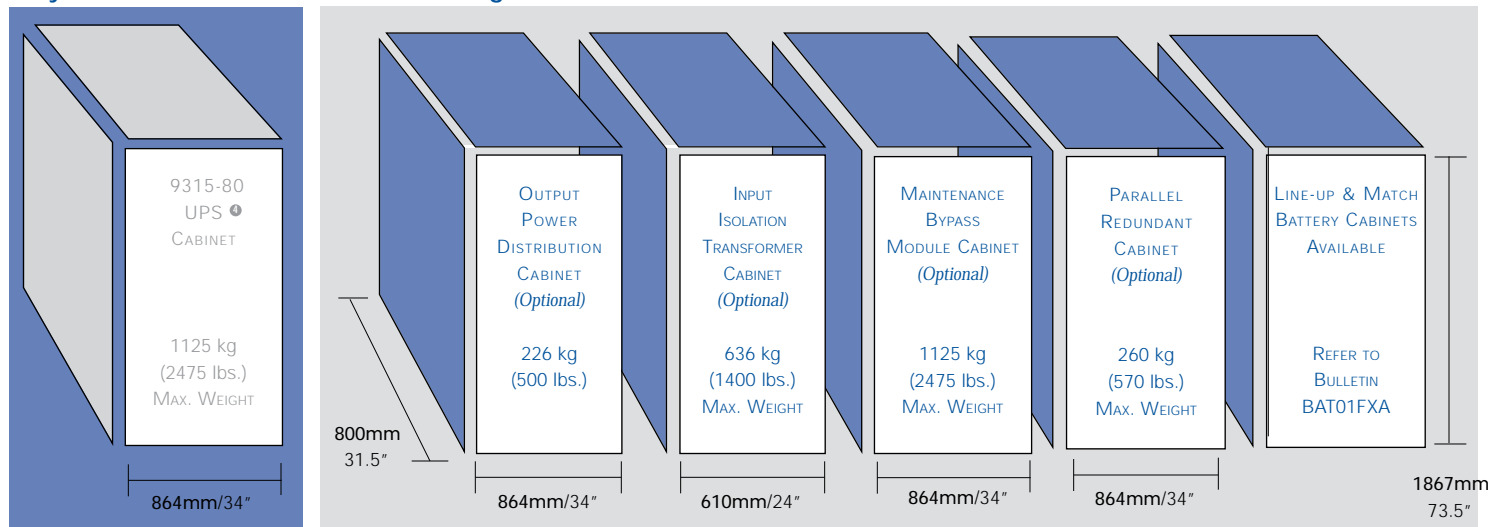 9315-80
UPS ❹
CABINET
1125 kg
(2475 lbs.)
MAX. WEIGHT
864mm/34″
OUTPUT
POWER
DISTRIBUTION
CABINET
(Optional)
226 kg
(500 lbs.)
864mm/34″
INPUT
ISOLATION
TRANSFORMER
CABINET
(Optional)
636 kg
(1400 lbs.)
MAX. WEIGHT
610mm/24″
MAINTENANCE
BYPASS
MODULE CABINET
(Optional)
1125 kg
(2475 lbs.)
MAX. WEIGHT
864mm/34″
PARALLEL
REDUNDANT
CABINET
(Optional)
260 kg
(570 lbs.)
MAX. WEIGHT
864mm/34″
LINE-UP & MATCH
BATTERY CABINETS
AVAILABLE
REFER TO
BULLETIN
BAT01FXA
800mm
31.5″
1867mm
73.5″